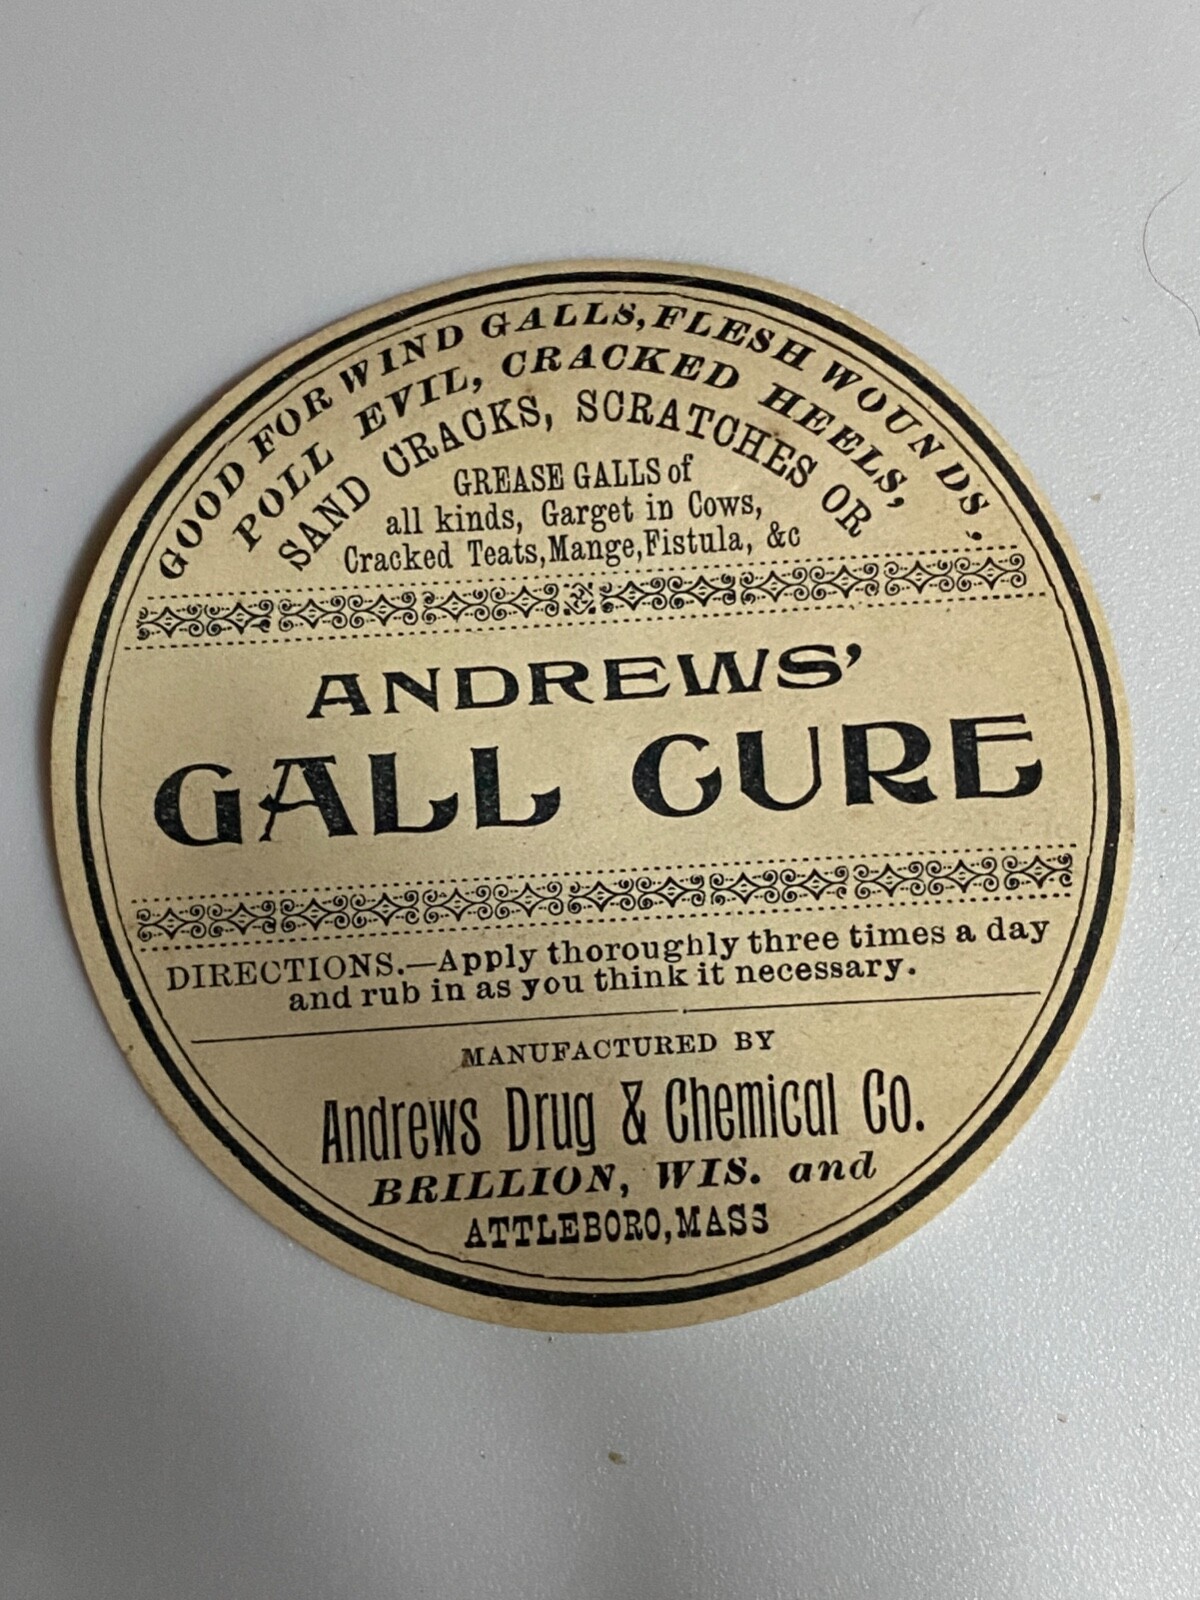 GOOD FOR WIND GALLS, FLESH WOUNDS,
POLL EVIL, CRACKED HEELS,
SAND CRACKS, SCRATCHES OR
GREASE GALLS of
all kinds, Garget in Cows,
Cracked Teats, Mange, Fistula, &c
ANDREWS'
GALL CURE
DIRECTIONS.—Apply thoroughly three times a day
and rub in as you think it necessary.
MANUFACTURED BY
Andrews Drug & Chemical Co.
BRILLION, WIS. and
ATTLEBORO, MASS